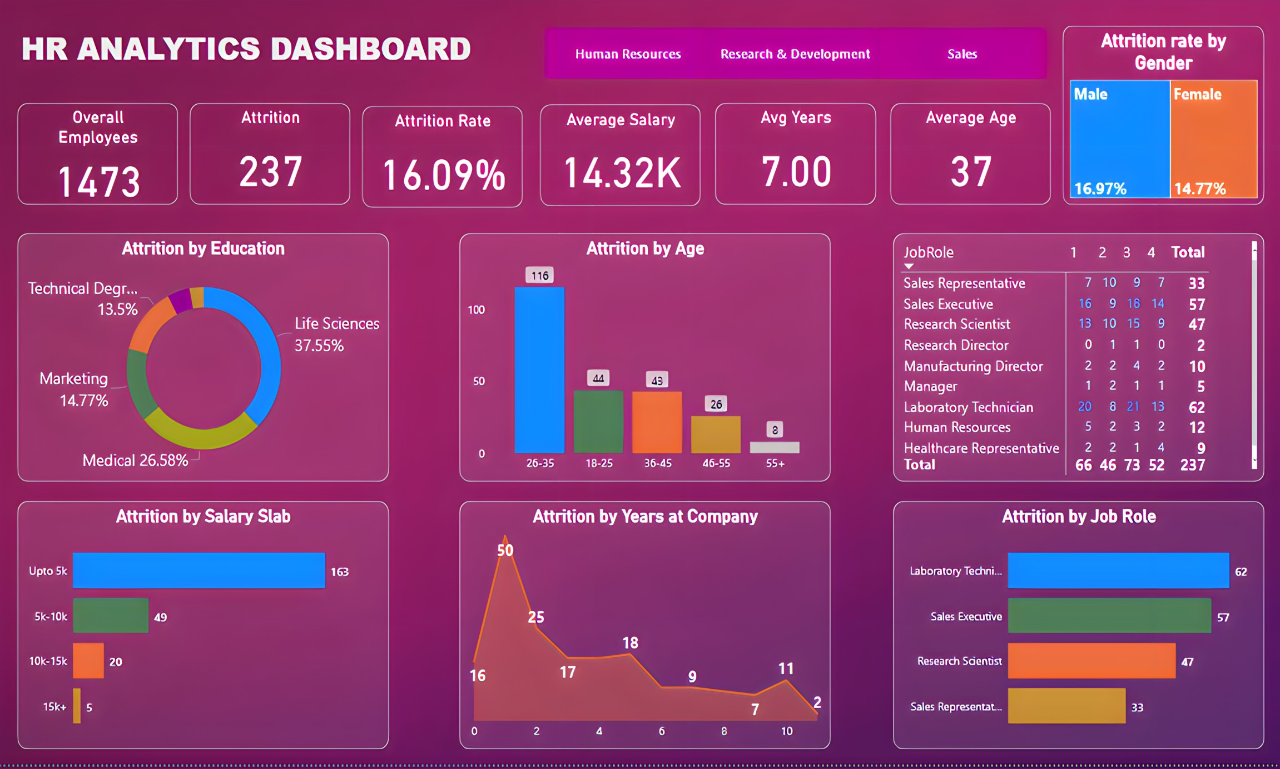 HR ANALYTICS DASHBOARD
Human Resources Research & Development Sales
Attrition rate by
Gender
Male Female
16.97% 14.77%
Overall
Employees
1473
Attrition
237
Attrition Rate
16.09%
Average Salary
14.32K
Avg Years
7.00
Average Age
37
Attrition by Education
Technical Degr...
13.5%
Life Sciences
37.55%
Marketing
14.77%
Medical 26.58%
Attrition by Age
116
100
44
43
50
26
8
0
26-35 18-25 36-45 46-55 55+
JobRole 1 2 3 4 Total
Sales Representative 7 10 9 7 33
Sales Executive 16 9 18 14 57
Research Scientist 13 10 15 9 47
Research Director 0 1 1 0 2
Manufacturing Director 2 2 4 2 10
Manager 1 2 1 1 5
Laboratory Technician 20 8 21 13 62
Human Resources 5 2 3 2 12
Healthcare Representative 2 2 1 4 9
Total 66 46 73 52 237
Attrition by Salary Slab
Upto 5k 163
5k-10k 49
10k-15k 20
15k+ 5
Attrition by Years at Company
50
25
18
16
17
9
11
7
2
0 2 4 6 8 10
Attrition by Job Role
Laboratory Techni... 62
Sales Executive 57
Research Scientist 47
Sales Representat... 33